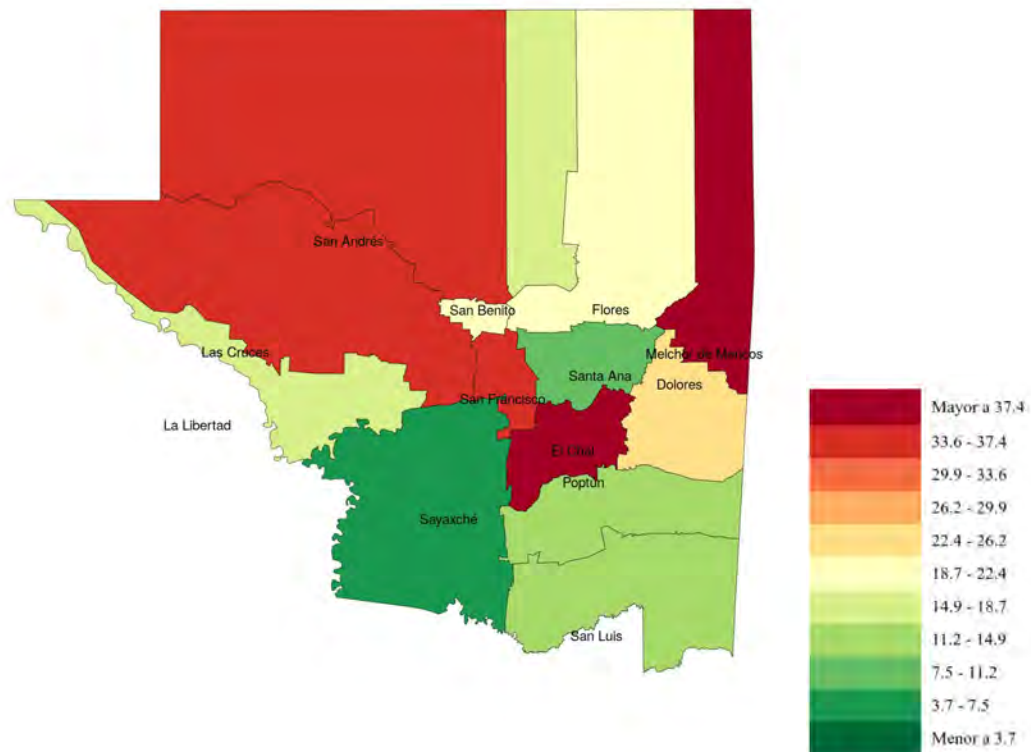 San Andrés
San Benito
Flores
Las Cruces
Melchor de Mencos
Santa Ana
Dolores
San Francisco
La Libertad
El Chal
Poptún
Sayaxché
San Luis
Mayor a 37.4
33.6 - 37.4
29.9 - 33.6
26.2 - 29.9
22.4 - 26.2
18.7 - 22.4
14.9 - 18.7
11.2 - 14.9
7.5 - 11.2
3.7 - 7.5
Menor a 3.7